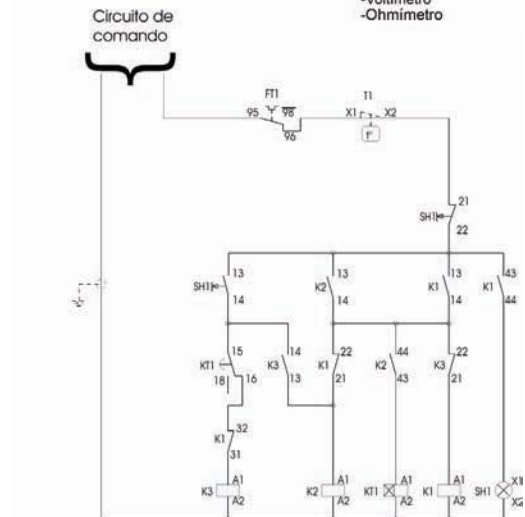 -Voltímetro
-Ohmímetro
Circuito de
comando
FT1
95 98
96
T1
X1 X2
F
21
SH1
22
13
SH1
14
13
K2
14
13
K1
14
43
K1
44
15
KT1
18 16
14
K3
13
22
K1
21
44
K2
43
22
K3
21
32
K1
31
A1
K3
A2
A1
K2
A2
A1
KT1
A2
A1
K1
A2
X1
SH1
X2